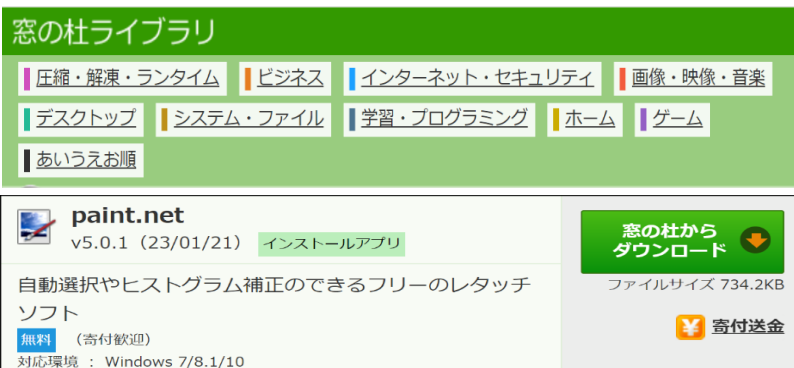 窓の杜ライブラリ
圧縮・解凍・ランタイム ビジネス インターネット・セキュリティ 画像・映像・音楽
デスクトップ システム・ファイル 学習・プログラミング ホーム ゲーム
あいうえお順
paint.net
v5.0.1（23/01/21） インストールアプリ
窓の杜から
ダウンロード
ファイルサイズ 734.2KB
寄付送金
自動選択やヒストグラム補正のできるフリーのレタッチ
ソフト
無料 （寄付歓迎）
対応環境 ： Windows 7/8.1/10